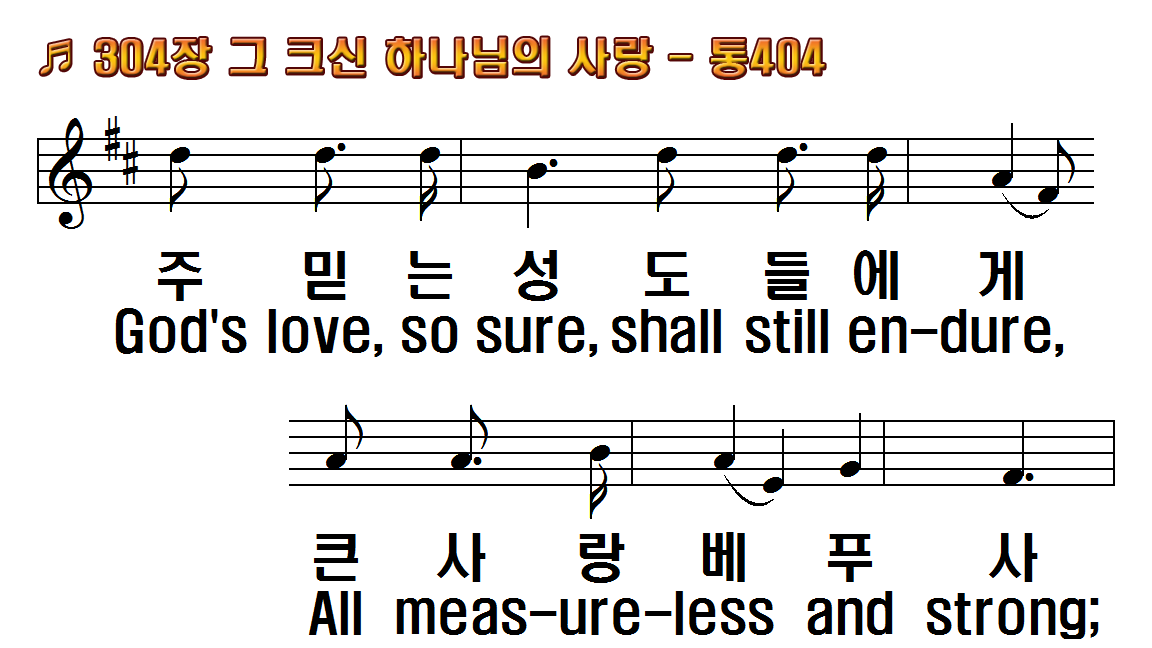 ♬ 304장 그 크신 하나님의 사랑 - 통404
주 믿는 성도들에게
God's love, so sure, shall still en-dure,
큰 사랑 베푸사
All meas-ure-less and strong;